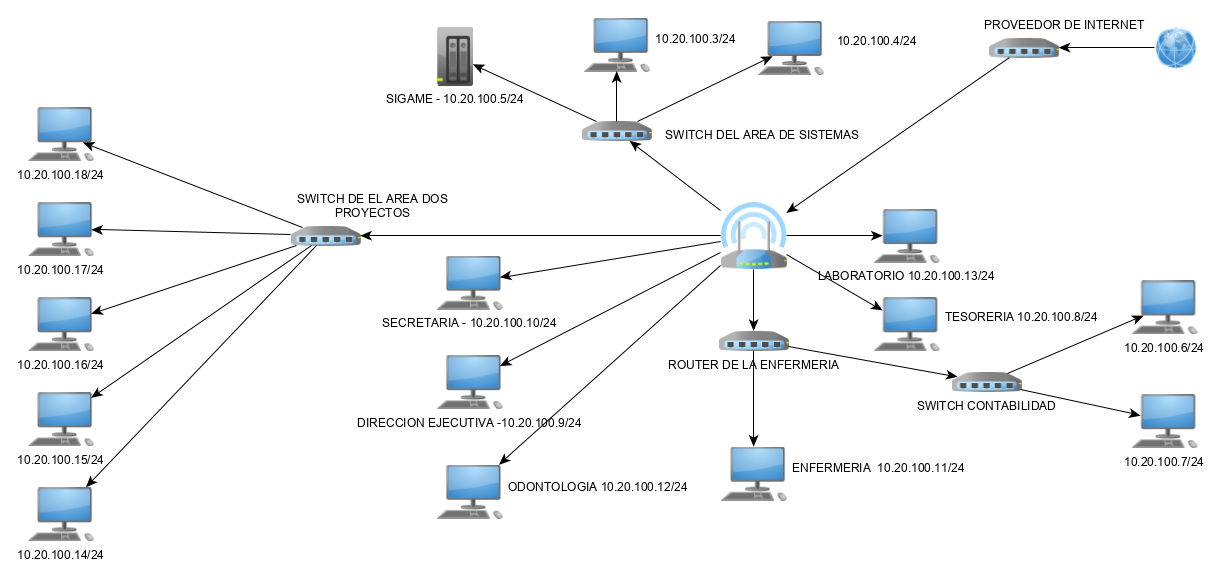 PROVEEDOR DE INTERNET
10.20.100.3/24
10.20.100.4/24
SIGAME - 10.20.100.5/24
SWITCH DEL AREA DE SISTEMAS
10.20.100.18/24
SWITCH DE EL AREA DOS
PROYECTOS
10.20.100.17/24
LABORATORIO 10.20.100.13/24
SECRETARIA - 10.20.100.10/24
TESORERIA 10.20.100.8/24
10.20.100.6/24
10.20.100.16/24
ROUTER DE LA ENFERMERIA
SWITCH CONTABILIDAD
DIRECCION EJECUTIVA -10.20.100.9/24
10.20.100.15/24
10.20.100.7/24
ENFERMERIA  10.20.100.11/24
ODONTOLOGIA 10.20.100.12/24
10.20.100.14/24